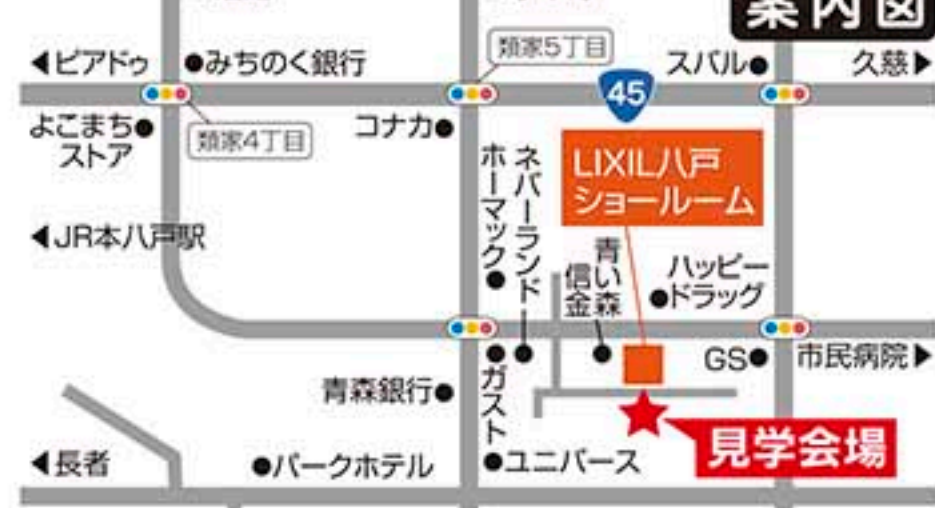 案内図
◀ピアドゥ
●みちのく銀行
類家5丁目
スバル●
久慈▶
45
よこまち●
ストア
類家4丁目
コナカ●
LIXIL八戸
ショールーム
ホーマック●
ネバーランド
◀JR本八戸駅
青い森
信金
ハッピー
●ドラッグ
ガスト
GS●
市民病院▶
青森銀行●
◀長者
●パークホテル
●ユニバース
見学会場